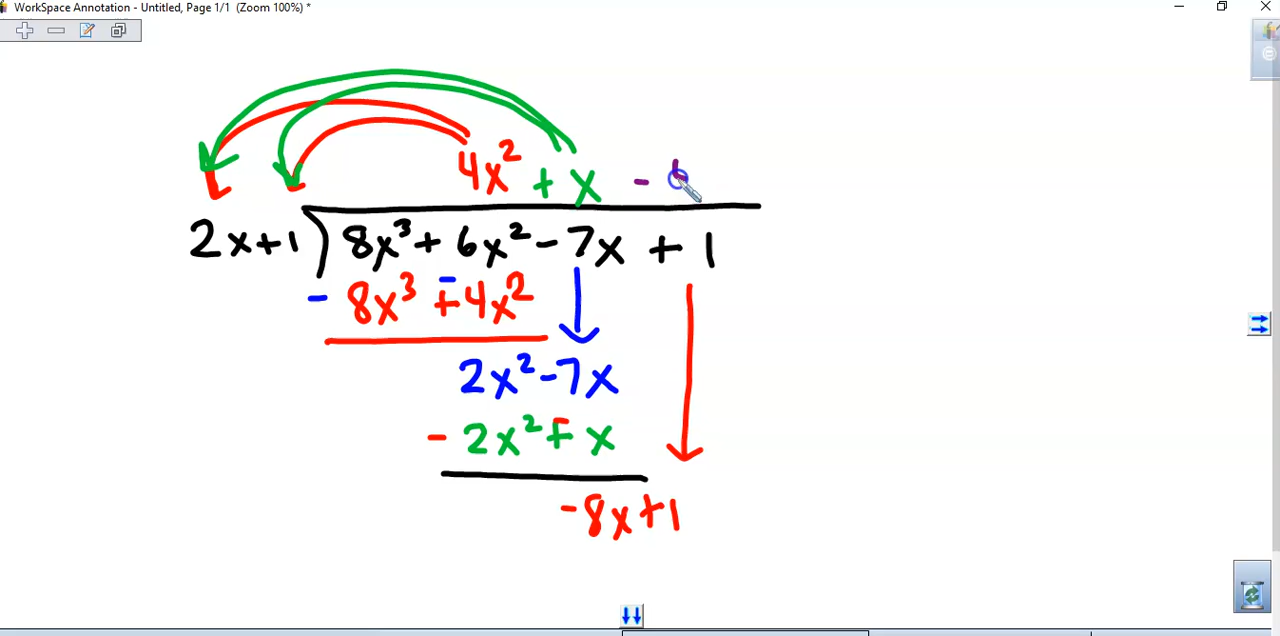 WorkSpace Annotation - Untitled, Page 1/1 (Zoom 100%) *
4x² + x -
2x+1) 8x³ + 6x² - 7x + 1
- 8x³ + 4x²
2x² - 7x
- 2x² + x
-8x+1